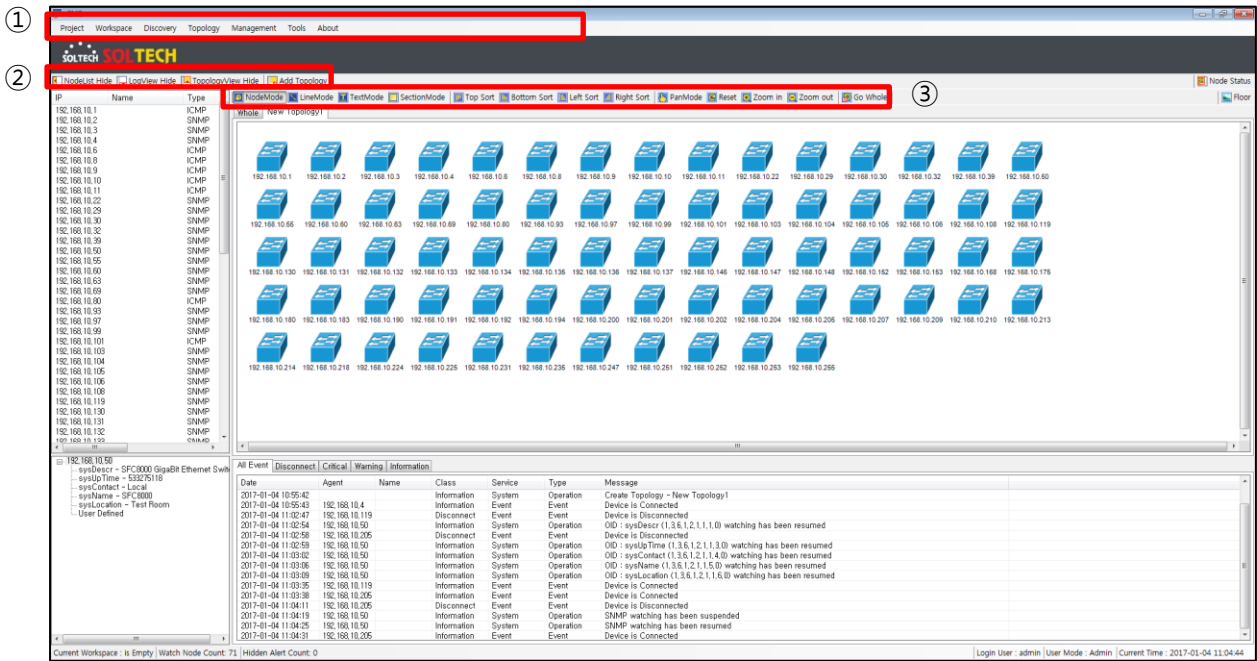 ①
Project Workspace Discovery Topology Management Tools About
SOLTECH SOLTECH
②
NodeList Hide LogView Hide TopologyView Hide Add Topology Node Status
NodeMode LineMode TextMode SectionMode Top Sort Bottom Sort Left Sort Right Sort PanMode Reset Zoom in Zoom out Go Whole ③ Floor
IP Name Type
192,168,10,1 ICMP
192,168,10,2 SNMP
192,168,10,3 SNMP
192,168,10,4 SNMP
192,168,10,6 ICMP
192,168,10,8 ICMP
192,168,10,9 ICMP
192,168,10,10 ICMP
192,168,10,11 ICMP
192,168,10,22 SNMP
192,168,10,29 SNMP
192,168,10,30 SNMP
192,168,10,32 SNMP
192,168,10,39 SNMP
192,168,10,50 SNMP
192,168,10,55 SNMP
192,168,10,60 SNMP
192,168,10,63 SNMP
192,168,10,69 SNMP
192,168,10,80 ICMP
192,168,10,93 SNMP
192,168,10,97 SNMP
192,168,10,99 SNMP
192,168,10,101 ICMP
192,168,10,103 SNMP
192,168,10,104 SNMP
192,168,10,105 SNMP
192,168,10,106 SNMP
192,168,10,108 SNMP
192,168,10,119 SNMP
192,168,10,130 SNMP
192,168,10,131 SNMP
192,168,10,132 SNMP
192,168,10,133 SNMP
Whole New Topology1
192.168.10.1 192.168.10.2 192.168.10.3 192.168.10.4 192.168.10.6 192.168.10.8 192.168.10.9 192.168.10.10 192.168.10.11 192.168.10.22 192.168.10.29 192.168.10.30 192.168.10.32 192.168.10.39 192.168.10.50
192.168.10.55 192.168.10.60 192.168.10.63 192.168.10.69 192.168.10.80 192.168.10.93 192.168.10.97 192.168.10.99 192.168.10.101 192.168.10.103 192.168.10.104 192.168.10.105 192.168.10.106 192.168.10.108 192.168.10.119
192.168.10.130 192.168.10.131 192.168.10.132 192.168.10.133 192.168.10.134 192.168.10.135 192.168.10.136 192.168.10.137 192.168.10.146 192.168.10.147 192.168.10.148 192.168.10.152 192.168.10.153 192.168.10.168 192.168.10.175
192.168.10.180 192.168.10.183 192.168.10.190 192.168.10.191 192.168.10.192 192.168.10.194 192.168.10.200 192.168.10.201 192.168.10.202 192.168.10.204 192.168.10.205 192.168.10.207 192.168.10.209 192.168.10.210 192.168.10.213
192.168.10.214 192.168.10.218 192.168.10.224 192.168.10.225 192.168.10.231 192.168.10.235 192.168.10.247 192.168.10.251 192.168.10.252 192.168.10.253 192.168.10.255
192,168,10,50
sysDescr - SFC8000 GigaBit Ethernet Swit
sysUpTime - 533275118
sysContact - Local
sysName - SFC8000
sysLocation - Test Room
User Defined
All Event Disconnect Critical Warning Information
Date Agent Name Class Service Type Message
2017-01-04 10:55:42 Information System Operation Create Topology - New Topology1
2017-01-04 10:55:43 192,168,10,4 Information Event Event Device is Connected
2017-01-04 11:02:47 192,168,10,119 Disconnect Event Event Device is Disconnected
2017-01-04 11:02:54 192,168,10,50 Information System Operation OID : sysDescr (1,3,6,1,2,1,1,1,0) watching has been resumed
2017-01-04 11:02:58 192,168,10,205 Disconnect Event Event Device is Disconnected
2017-01-04 11:02:59 192,168,10,50 Information System Operation OID : sysUpTime (1,3,6,1,2,1,1,3,0) watching has been resumed
2017-01-04 11:03:02 192,168,10,50 Information System Operation OID : sysContact (1,3,6,1,2,1,1,4,0) watching has been resumed
2017-01-04 11:03:06 192,168,10,50 Information System Operation OID : sysName (1,3,6,1,2,1,1,5,0) watching has been resumed
2017-01-04 11:03:09 192,168,10,50 Information System Operation OID : sysLocation (1,3,6,1,2,1,1,6,0) watching has been resumed
2017-01-04 11:03:35 192,168,10,119 Information Event Event Device is Connected
2017-01-04 11:03:38 192,168,10,205 Information Event Event Device is Connected
2017-01-04 11:04:11 192,168,10,205 Disconnect Event Event Device is Disconnected
2017-01-04 11:04:19 192,168,10,50 Information System Operation SNMP watching has been suspended
2017-01-04 11:04:25 192,168,10,50 Information System Operation SNMP watching has been resumed
2017-01-04 11:04:31 192,168,10,205 Information Event Event Device is Connected
Current Workspace : is Empty Watch Node Count: 71 Hidden Alert Count: 0 Login User : admin User Mode : Admin Current Time : 2017-01-04 11:04:44